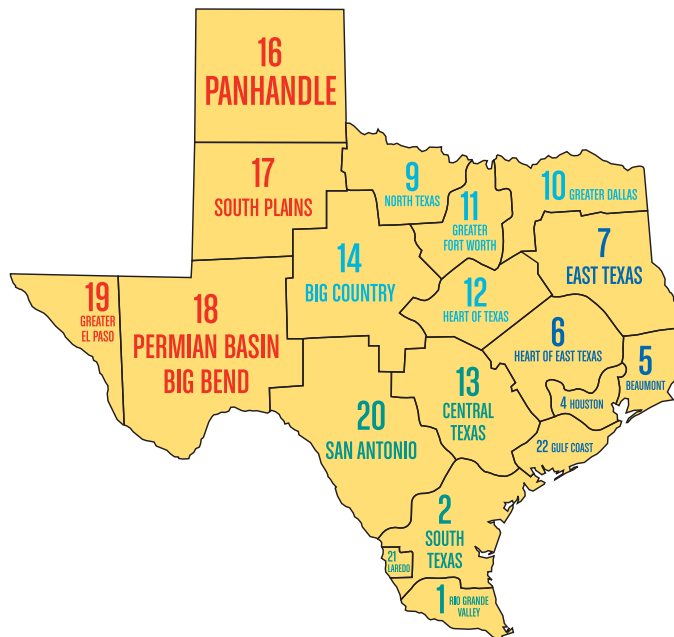 16
PANHANDLE
17
SOUTH PLAINS
9
NORTH TEXAS
11
GREATER
FORT WORTH
10 GREATER DALLAS
7
EAST TEXAS
14
BIG COUNTRY
12
HEART OF TEXAS
19
GREATER
EL PASO
18
PERMIAN BASIN
BIG BEND
6
HEART OF EAST TEXAS
5
BEAUMONT
4 HOUSTON
13
CENTRAL
TEXAS
20
SAN ANTONIO
22 GULF COAST
2
SOUTH
TEXAS
21
LAREDO
1 RIO GRANDE
VALLEY